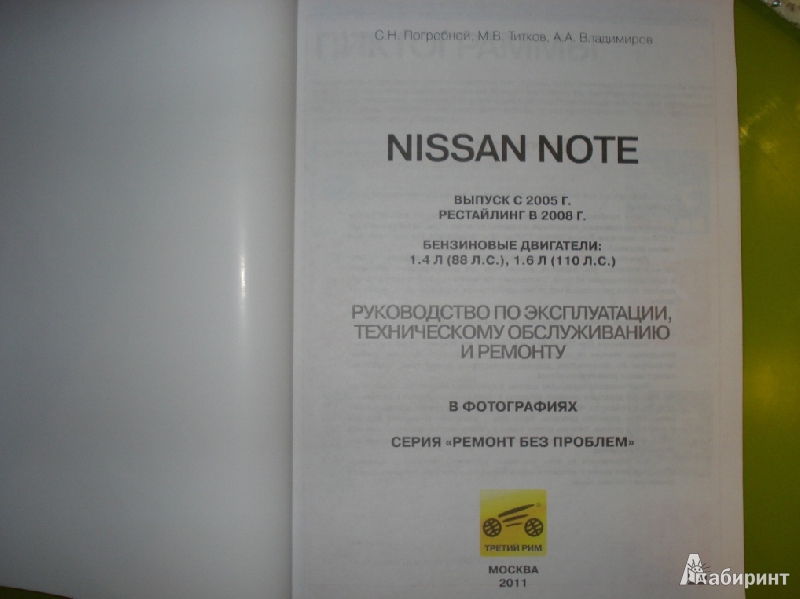 С.Н. Погребной, М.В. Титков, А.А. Владимиров
NISSAN NOTE
ВЫПУСК С 2005 Г.
РЕСТАЙЛИНГ В 2008 Г.
БЕНЗИНОВЫЕ ДВИГАТЕЛИ:
1.4 Л (88 Л.С.), 1.6 Л (110 Л.С.)
РУКОВОДСТВО ПО ЭКСПЛУАТАЦИИ,
ТЕХНИЧЕСКОМУ ОБСЛУЖИВАНИЮ
И РЕМОНТУ
В ФОТОГРАФИЯХ
СЕРИЯ «РЕМОНТ БЕЗ ПРОБЛЕМ»
ТРЕТИЙ РИМ
МОСКВА
2011
Лабиринт